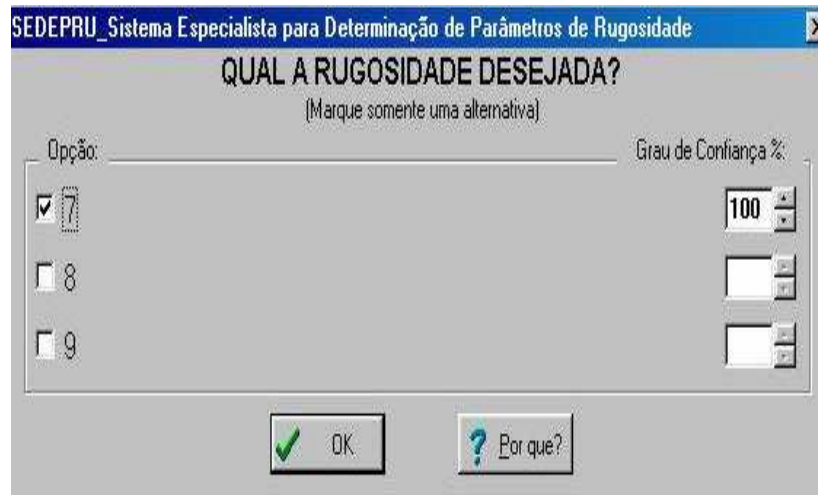 SEDEPRU_Sistema Especialista para Determinação de Parâmetros de Rugosidade
QUAL A RUGOSIDADE DESEJADA?
(Marque somente uma alternativa)
Opção: Grau de Confiança %:
7 100
8
9
OK Por que?